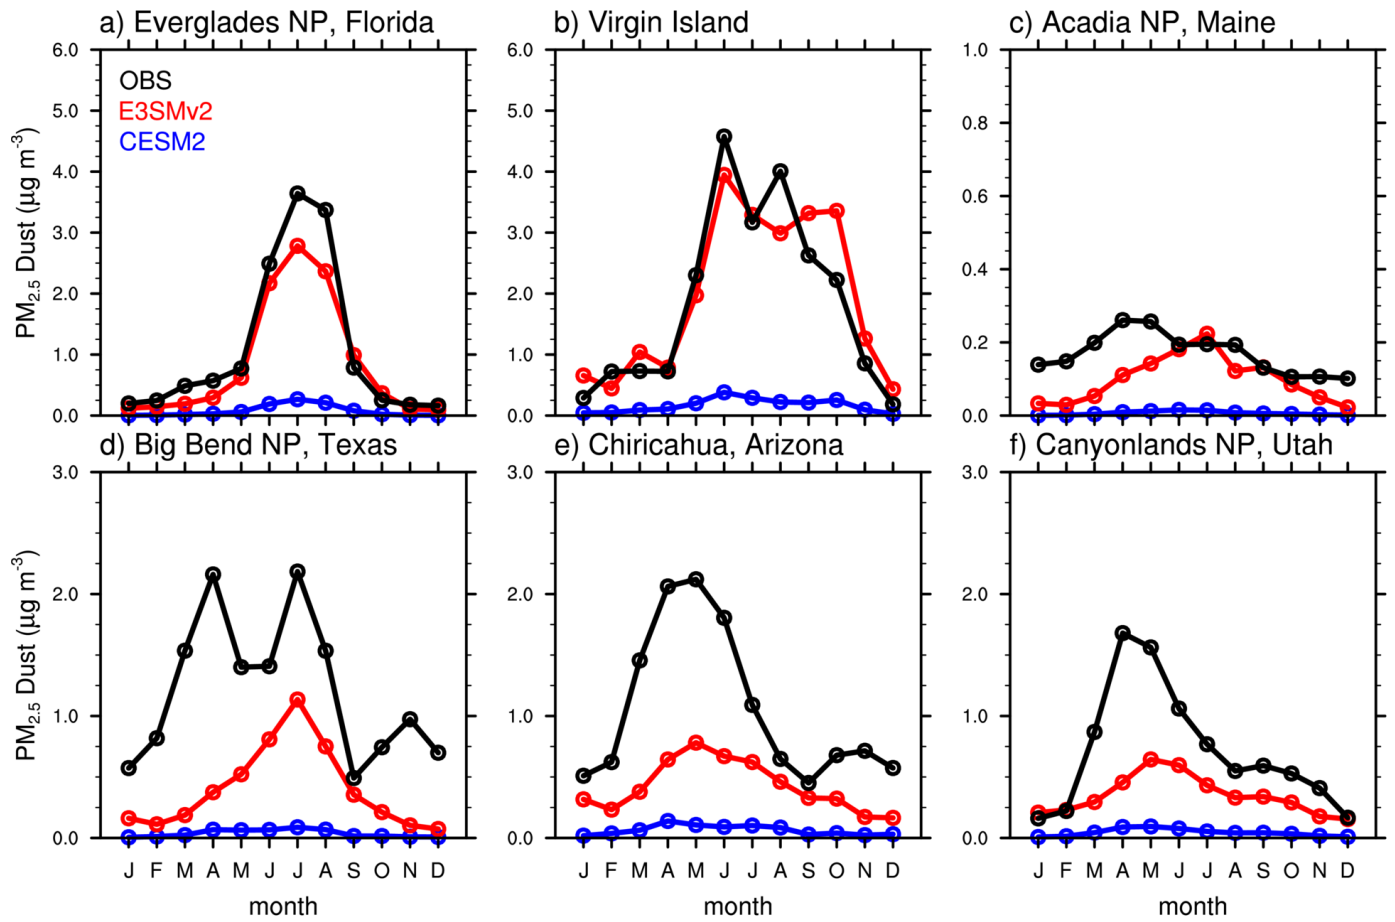 a) Everglades NP, Florida
b) Virgin Island
c) Acadia NP, Maine
6.0
5.0
4.0
3.0
2.0
1.0
0.0
PM2.5 Dust (µg m-3)
OBS
E3SMv2
CESM2
6.0
5.0
4.0
3.0
2.0
1.0
0.0
1.0
0.8
0.6
0.4
0.2
0.0
d) Big Bend NP, Texas
e) Chiricahua, Arizona
f) Canyonlands NP, Utah
3.0
2.0
1.0
0.0
PM2.5 Dust (µg m-3)
3.0
2.0
1.0
0.0
3.0
2.0
1.0
0.0
J F M A M J J A S O N D
J F M A M J J A S O N D
J F M A M J J A S O N D
month
month
month